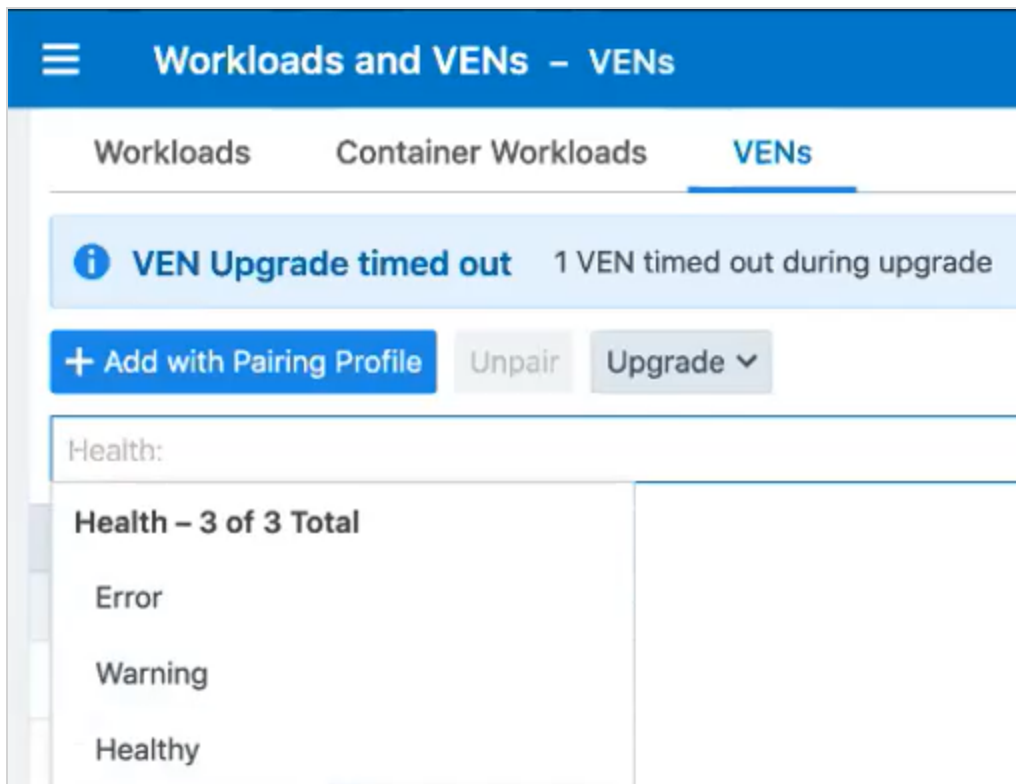 Workloads and VENs – VENs
Workloads Container Workloads VENs
VEN Upgrade timed out 1 VEN timed out during upgrade
+ Add with Pairing Profile Unpair Upgrade
Health:
Health – 3 of 3 Total
Error
Warning
Healthy